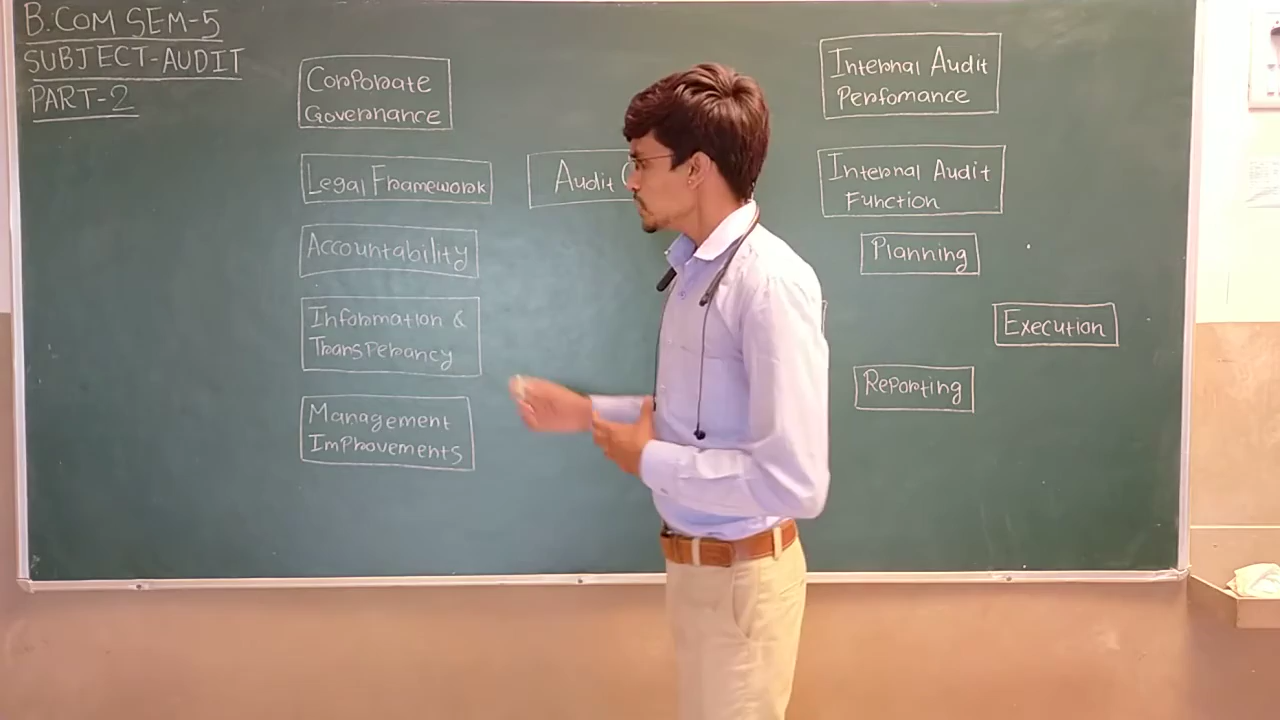 B.COM SEM-5
SUBJECT-AUDIT
PART-2
Corporate
Governance
Legal Framework
Accountability
Information &
Transperancy
Management
Improvements
Audit
Internal Audit
Perfomance
Internal Audit
Function
Planning
Execution
Reporting